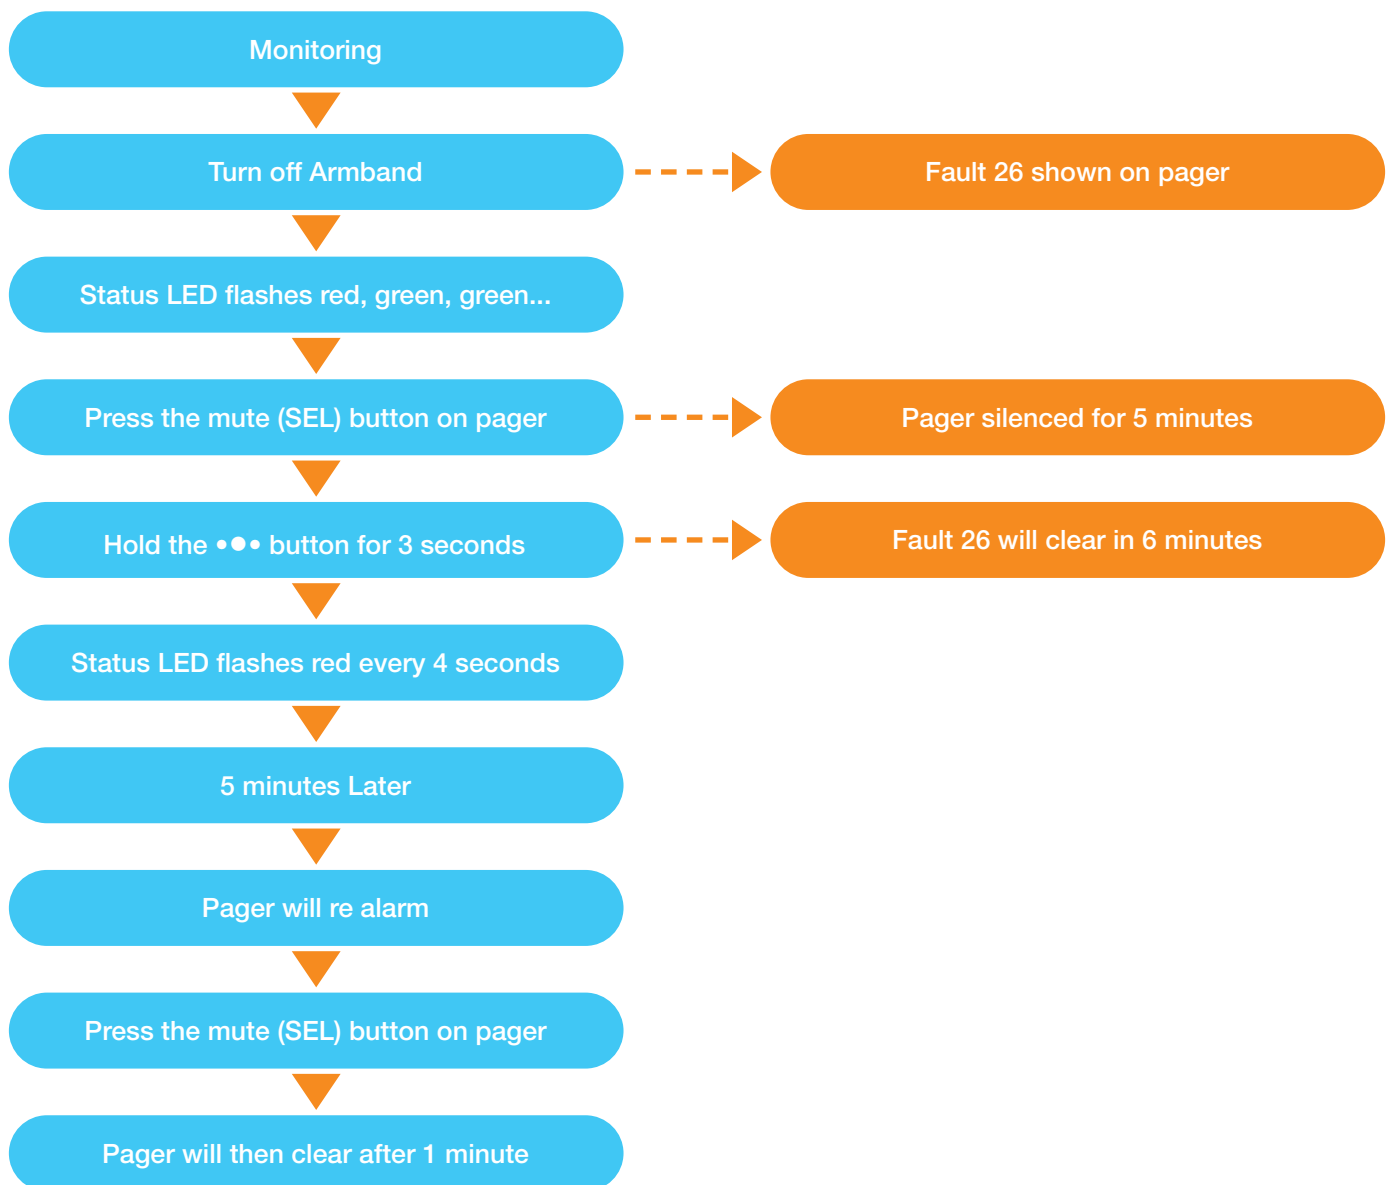 Monitoring
Turn off Armband
Fault 26 shown on pager
Status LED flashes red, green, green...
Press the mute (SEL) button on pager
Pager silenced for 5 minutes
Hold the •●• button for 3 seconds
Fault 26 will clear in 6 minutes
Status LED flashes red every 4 seconds
5 minutes Later
Pager will re alarm
Press the mute (SEL) button on pager
Pager will then clear after 1 minute